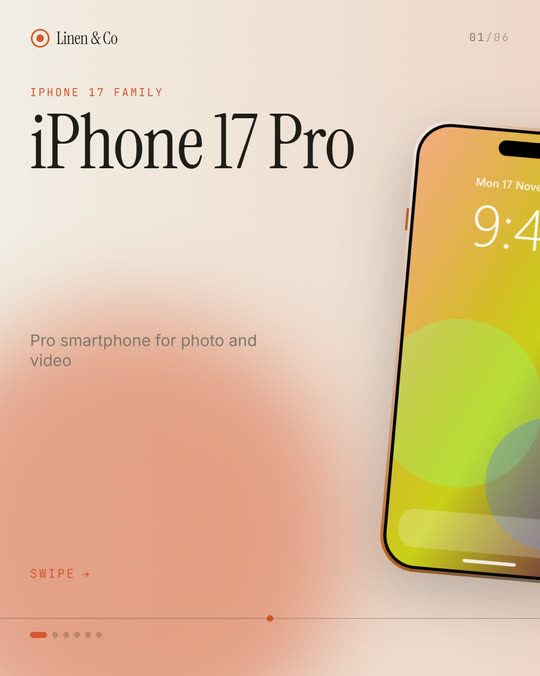 Linen & Co
01/06
IPHONE 17 FAMILY
iPhone 17 Pro
Mon 17 Nove
9:4
Pro smartphone for photo and
video
SWIPE →